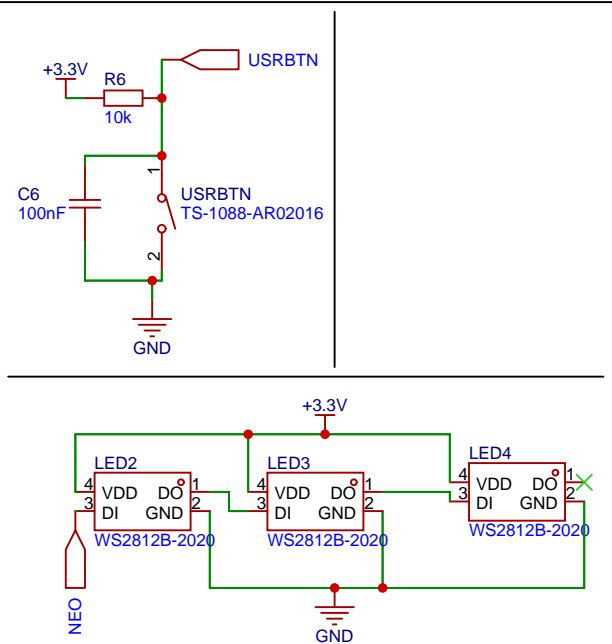 USRBTN
+3.3V
R6
10k
1
C6
100nF
USRBTN
TS-1088-AR02016
2
GND
+3.3V
LED2
4 VDD DO 1
3 DI GND 2
WS2812B-2020
LED3
4 VDD DO 1
3 DI GND 2
WS2812B-2020
LED4
4 VDD DO 1
3 DI GND 2
WS2812B-2020
NEO
GND